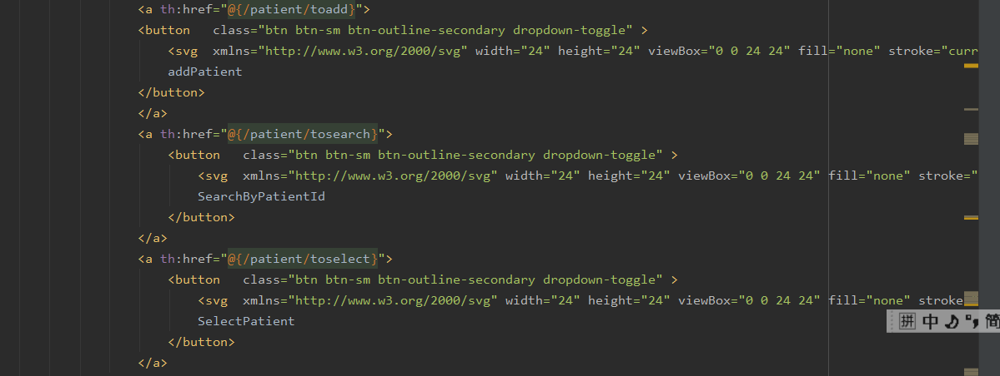 <a th:href="@{/patient/toadd}">
<button   class="btn btn-sm btn-outline-secondary dropdown-toggle" >
<svg  xmlns="http://www.w3.org/2000/svg" width="24" height="24" viewBox="0 0 24 24" fill="none" stroke="curr
addPatient
</button>
</a>
<a th:href="@{/patient/tosearch}">
<button   class="btn btn-sm btn-outline-secondary dropdown-toggle" >
<svg  xmlns="http://www.w3.org/2000/svg" width="24" height="24" viewBox="0 0 24 24" fill="none" stroke="
SearchByPatientId
</button>
</a>
<a th:href="@{/patient/toselect}">
<button   class="btn btn-sm btn-outline-secondary dropdown-toggle" >
<svg  xmlns="http://www.w3.org/2000/svg" width="24" height="24" viewBox="0 0 24 24" fill="none" stroke=
拼 中 简
SelectPatient
</button>
</a>